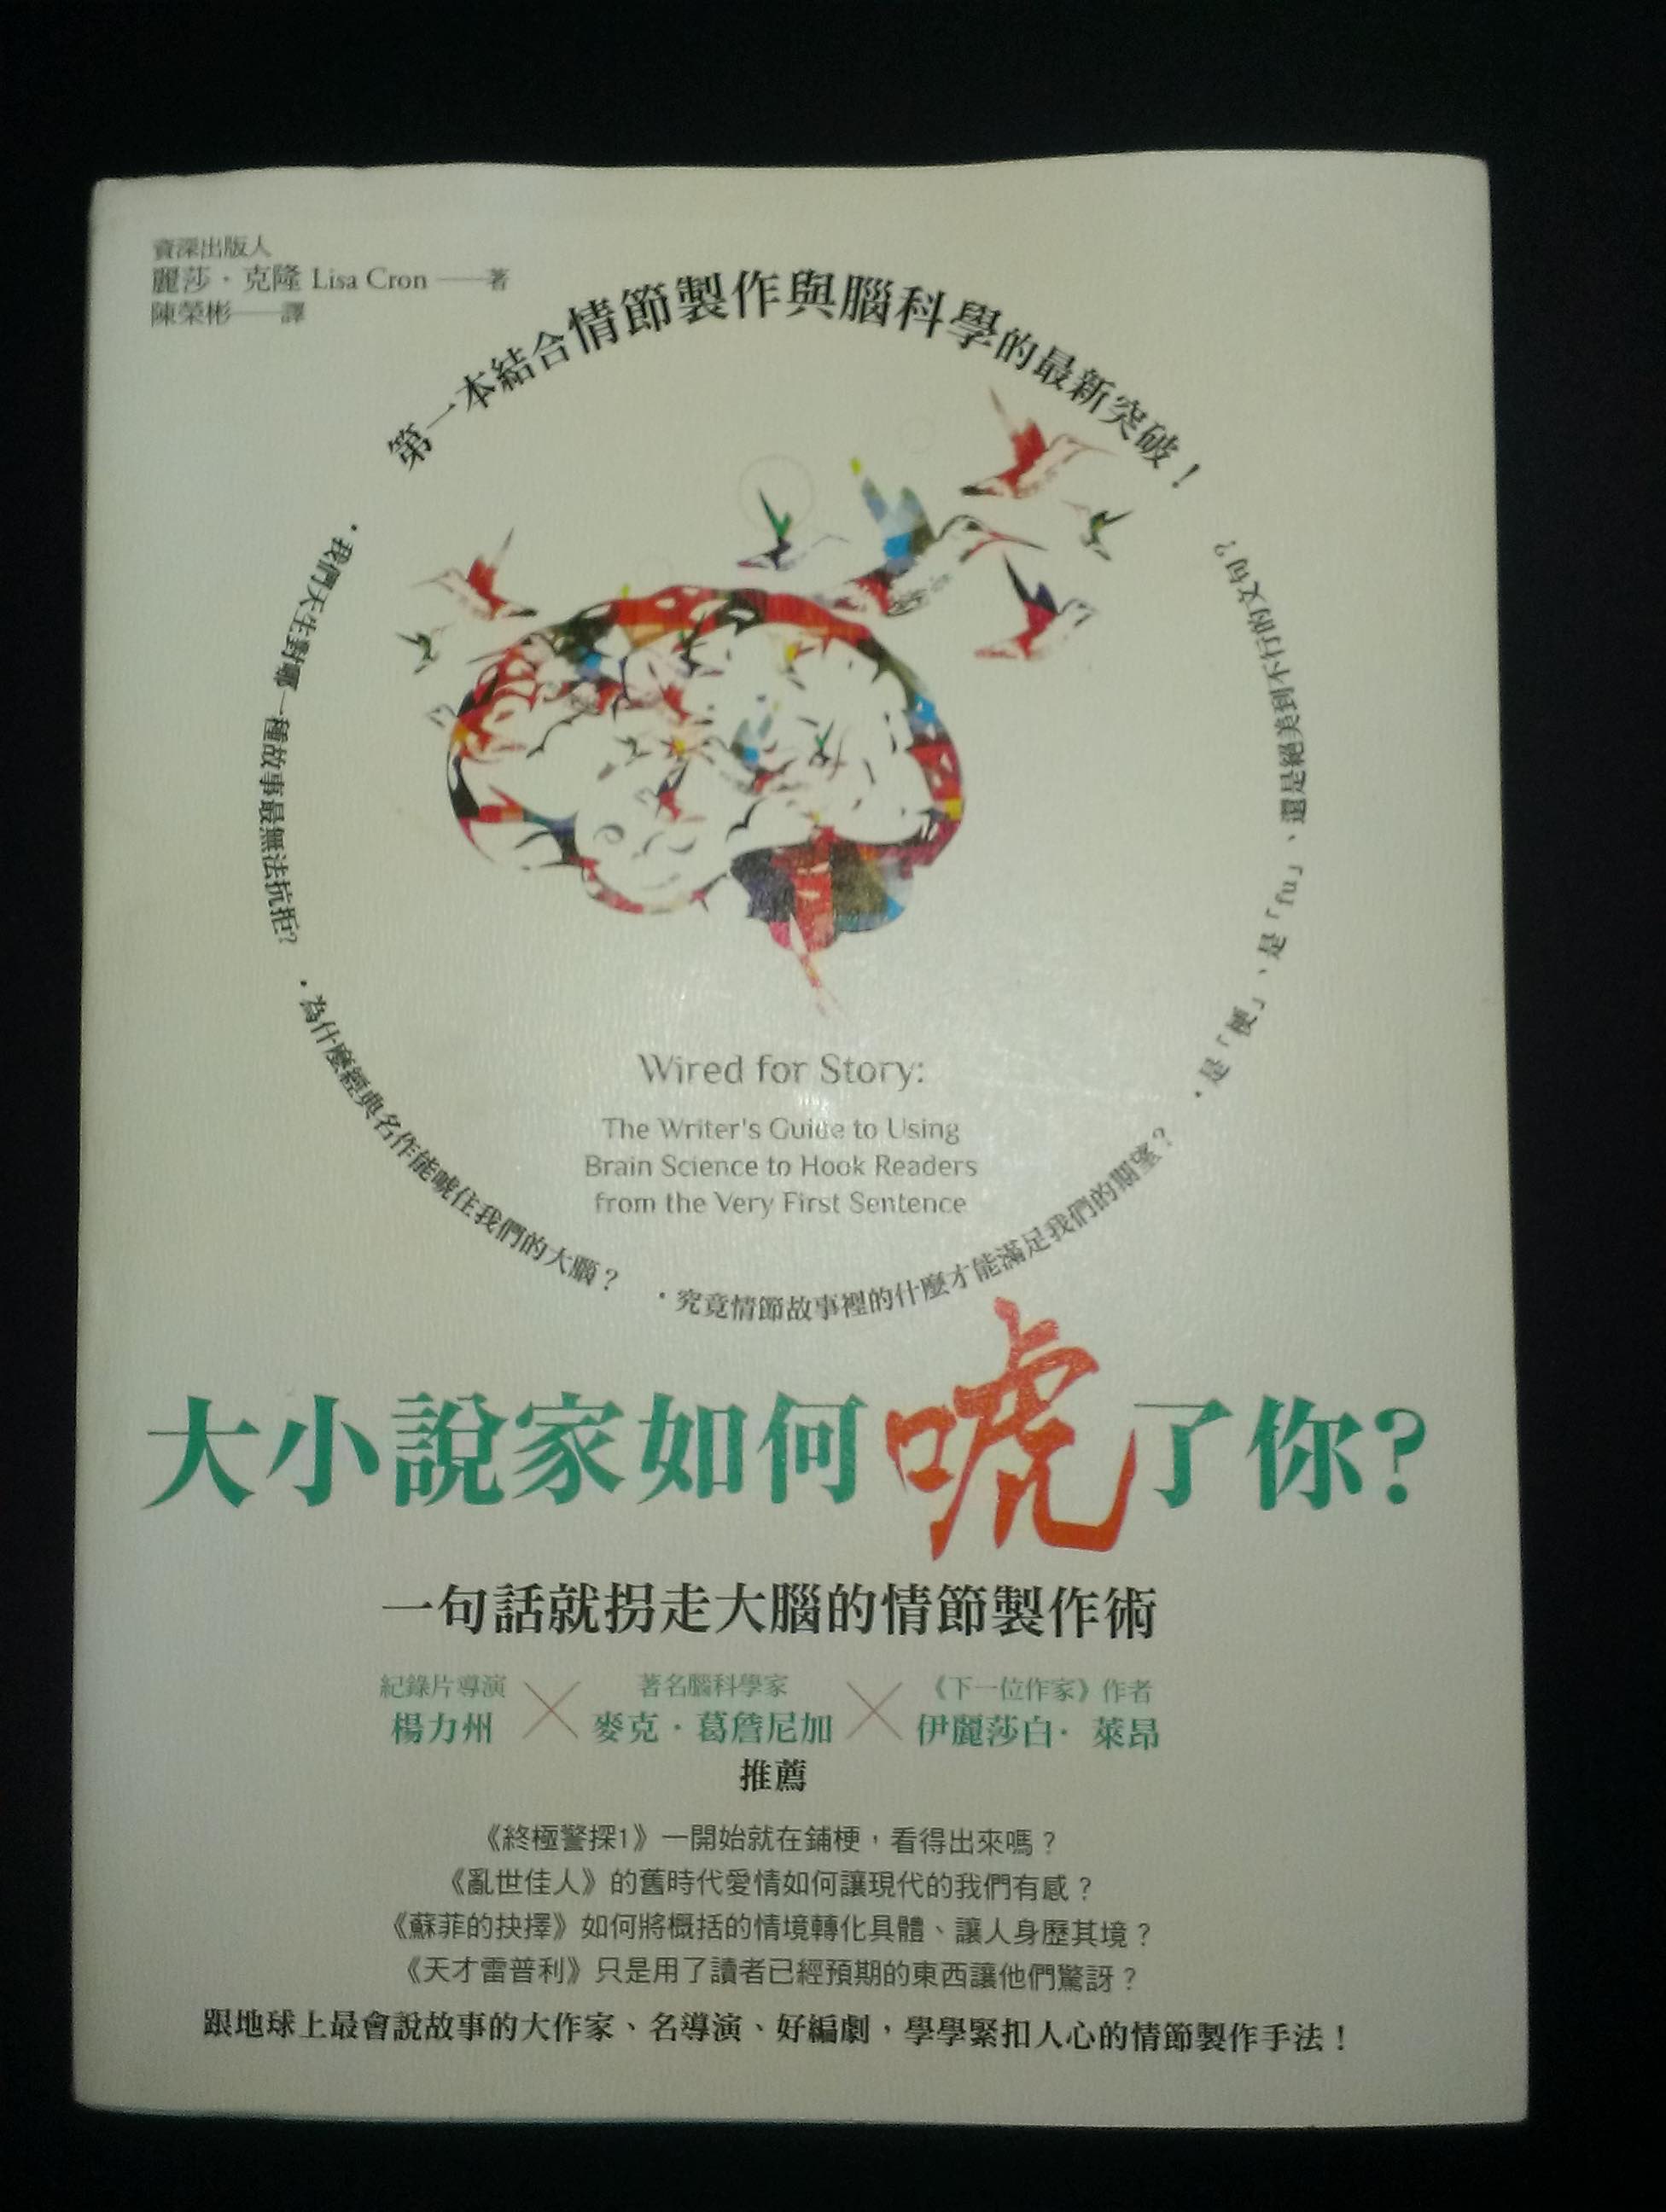 資深出版人
麗莎·克隆 Lisa Cron——著
陳榮彬——譯
第一本結合情節製作與腦科學的最新突破！
·我們天生對哪一種故事最無法抗拒？
·為什麼經典名作能唬住我們的大腦？
·究竟情節故事裡的什麼才能滿足我們的期望？
·是「梗」、音「ㄍㄥˇ」、還是絕美到不行的文句？
Wired for Story:
The Writer's Guide to Using
Brain Science to Hook Readers
from the Very First Sentence
大小說家如何唬了你？
一句話就拐走大腦的情節製作術
紀錄片導演
楊力州
著名腦科學家
麥克·葛詹尼加
《下一位作家》作者
伊麗莎白·萊昂
推薦
《終極警探1》一開始就在鋪梗，看得出來嗎？
《亂世佳人》的舊時代愛情如何讓現代的我們有感？
《蘇菲的抉擇》如何將概括的情境轉化具體、讓人身歷其境？
《天才雷普利》只是用了讀者已經預期的東西讓他們驚訝？
跟地球上最會說故事的大作家、名導演、好編劇，學學緊扣人心的情節製作手法！